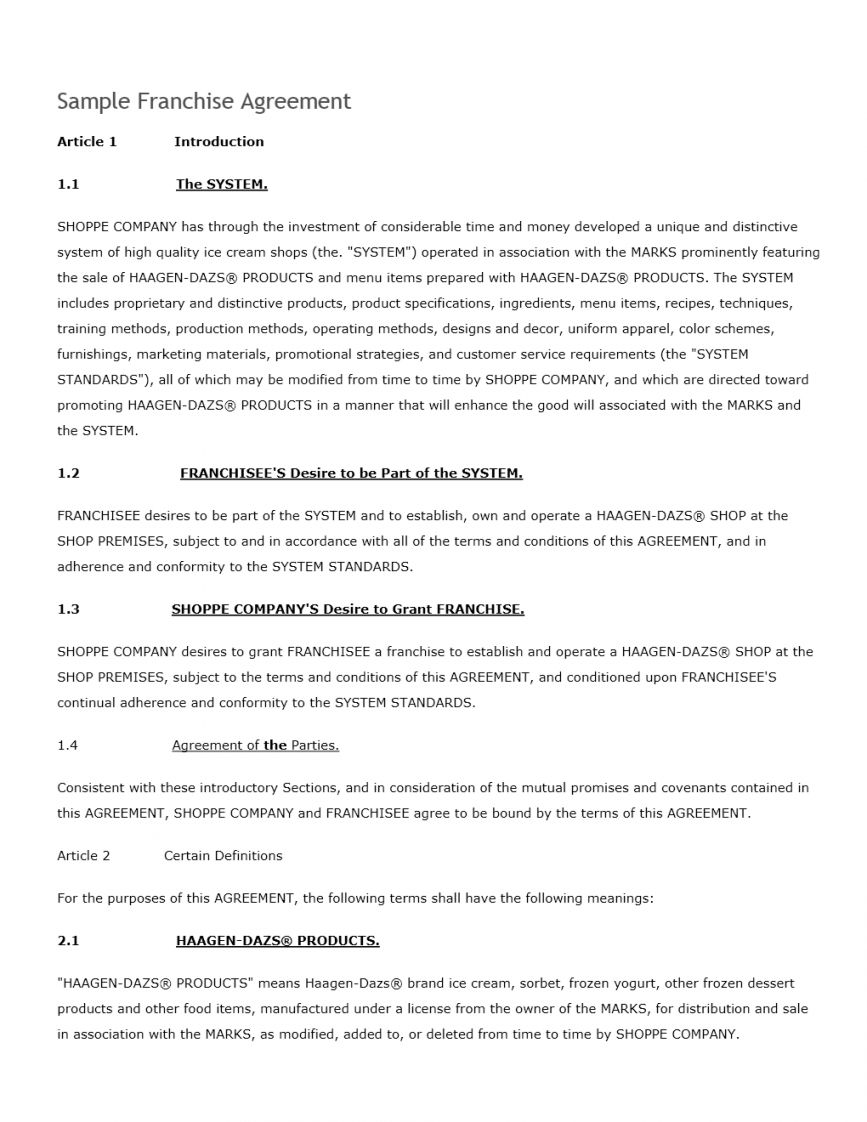 Sample Franchise Agreement
Article 1 Introduction
1.1 The SYSTEM.
SHOPPE COMPANY has through the investment of considerable time and money developed a unique and distinctive
system of high quality ice cream shops (the. "SYSTEM") operated in association with the MARKS prominently featuring
the sale of HAAGEN-DAZS® PRODUCTS and menu items prepared with HAAGEN-DAZS® PRODUCTS. The SYSTEM
includes proprietary and distinctive products, product specifications, ingredients, menu items, recipes, techniques,
training methods, production methods, operating methods, designs and decor, uniform apparel, color schemes,
furnishings, marketing materials, promotional strategies, and customer service requirements (the "SYSTEM
STANDARDS"), all of which may be modified from time to time by SHOPPE COMPANY, and which are directed toward
promoting HAAGEN-DAZS® PRODUCTS in a manner that will enhance the good will associated with the MARKS and
the SYSTEM.
1.2 FRANCHISEE'S Desire to be Part of the SYSTEM.
FRANCHISEE desires to be part of the SYSTEM and to establish, own and operate a HAAGEN-DAZS® SHOP at the
SHOP PREMISES, subject to and in accordance with all of the terms and conditions of this AGREEMENT, and in
adherence and conformity to the SYSTEM STANDARDS.
1.3 SHOPPE COMPANY'S Desire to Grant FRANCHISE.
SHOPPE COMPANY desires to grant FRANCHISEE a franchise to establish and operate a HAAGEN-DAZS® SHOP at the
SHOP PREMISES, subject to the terms and conditions of this AGREEMENT, and conditioned upon FRANCHISEE'S
continual adherence and conformity to the SYSTEM STANDARDS.
1.4 Agreement of the Parties.
Consistent with these introductory Sections, and in consideration of the mutual promises and covenants contained in
this AGREEMENT, SHOPPE COMPANY and FRANCHISEE agree to be bound by the terms of this AGREEMENT.
Article 2 Certain Definitions
For the purposes of this AGREEMENT, the following terms shall have the following meanings:
2.1 HAAGEN-DAZS® PRODUCTS.
"HAAGEN-DAZS® PRODUCTS" means Haagen-Dazs® brand ice cream, sorbet, frozen yogurt, other frozen dessert
products and other food items, manufactured under a license from the owner of the MARKS, for distribution and sale
in association with the MARKS, as modified, added to, or deleted from time to time by SHOPPE COMPANY.